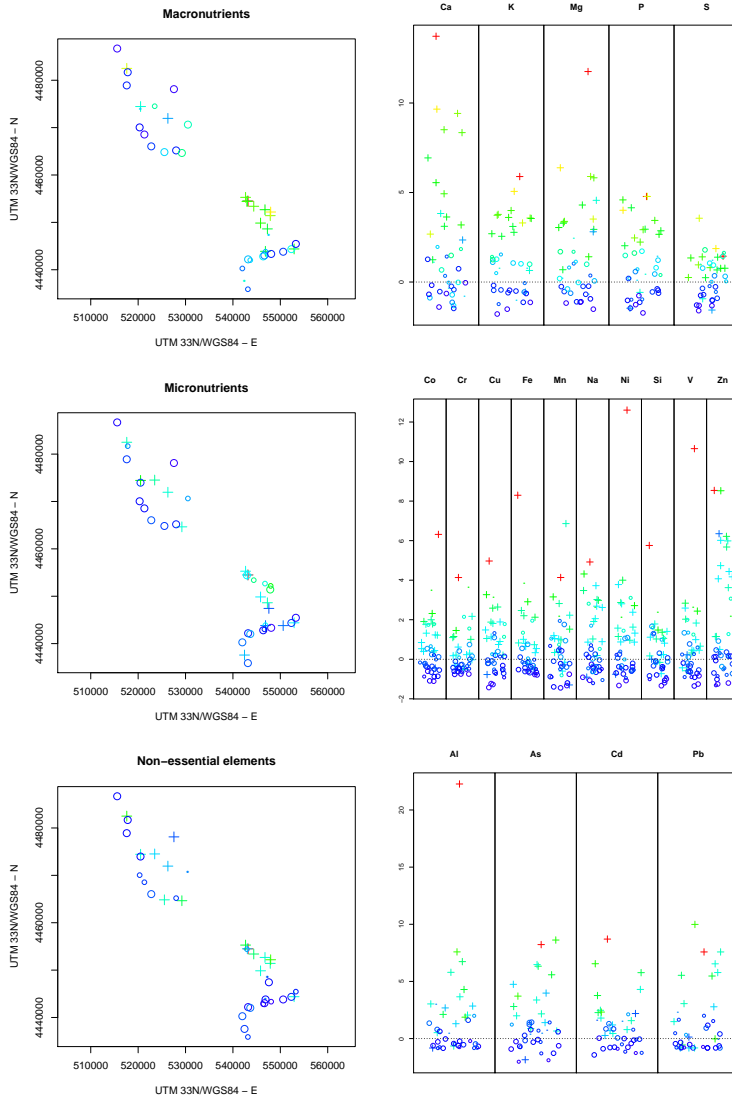 Macronutrients
UTM 33N/WGS84 − N
4440000 4460000 4480000
510000 520000 530000 540000 550000 560000
UTM 33N/WGS84 − E
Ca K Mg P S
0 5 10
Micronutrients
UTM 33N/WGS84 − N
4440000 4460000 4480000
510000 520000 530000 540000 550000 560000
UTM 33N/WGS84 − E
Co Cr Cu Fe Mn Na Ni Si V Zn
−2 0 2 4 6 8 10 12
Non−essential elements
UTM 33N/WGS84 − N
4440000 4460000 4480000
510000 520000 530000 540000 550000 560000
UTM 33N/WGS84 − E
Al As Cd Pb
0 5 10 15 20